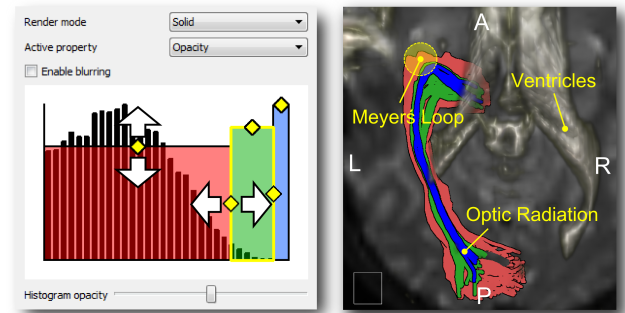 Render mode
Solid
Active property
Opacity
Enable blurring
Histogram opacity
A
Ventricles
Meyers Loop
L
R
Optic Radiation
P